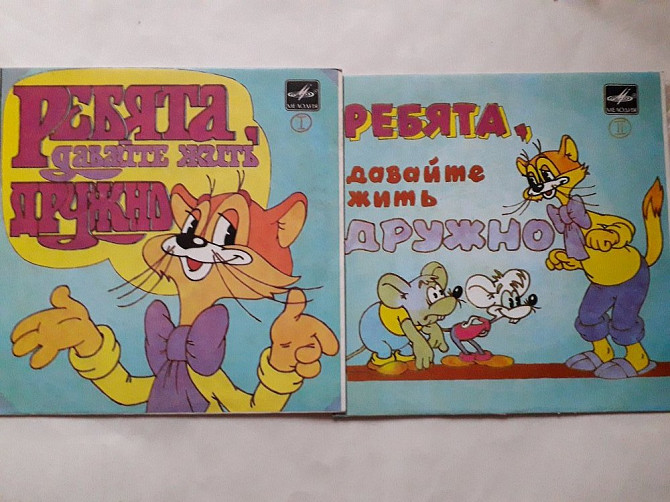 РЕБЯТА,
давайте жить
ДРУЖНО
МЕЛОДИЯ
I
РЕБЯТА,
давайте
жить
ДРУЖНО
МЕЛОДИЯ
II